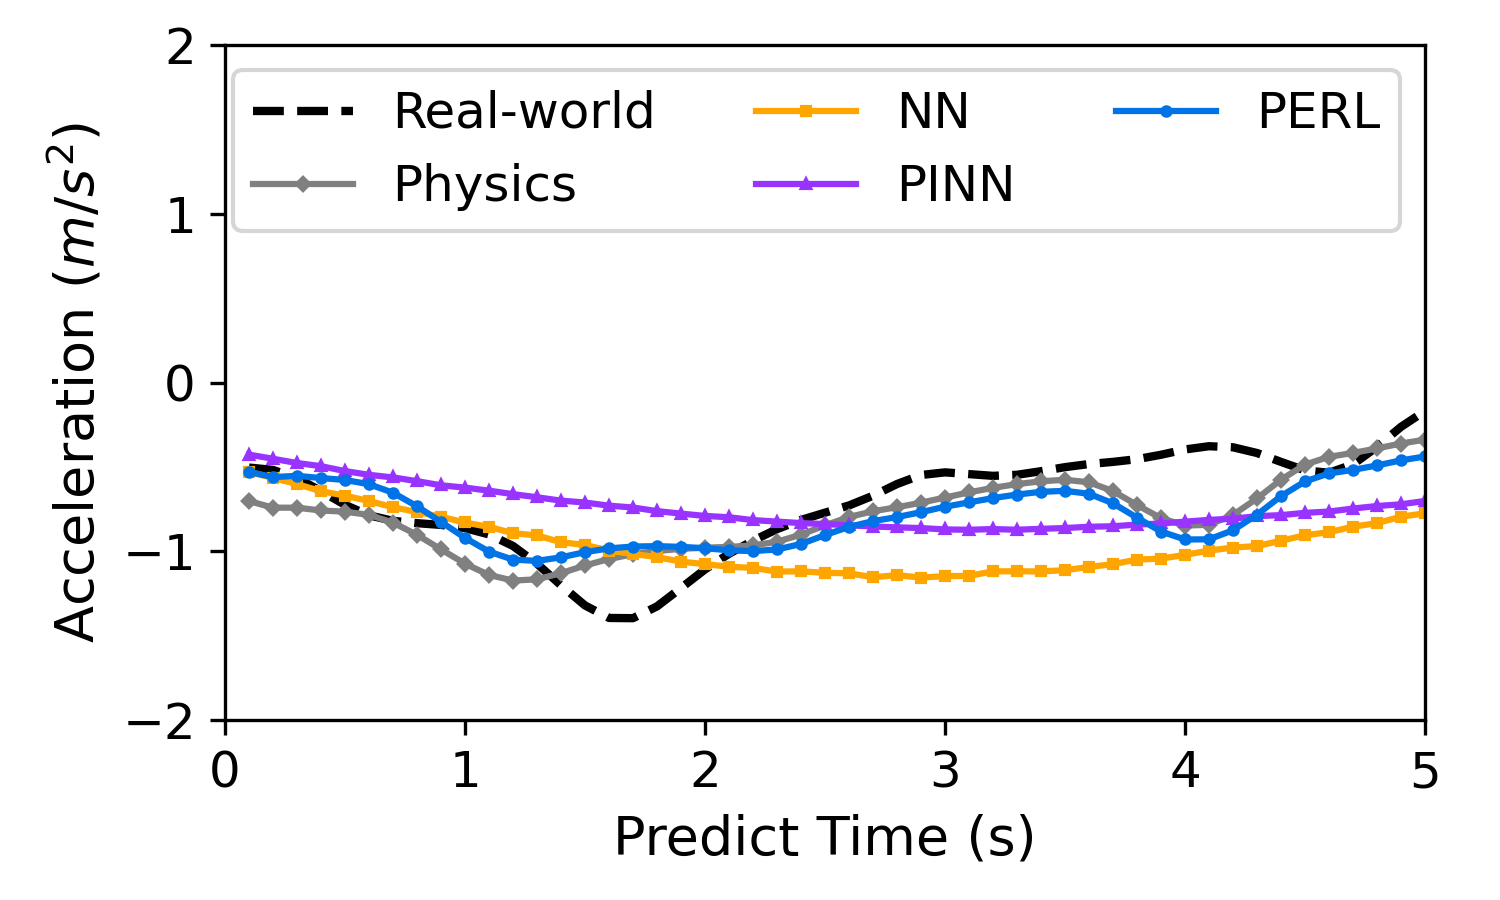 Acceleration (m/s²)
2
1
0
−1
−2
Real-world
Physics
NN
PINN
PERL
0 1 2 3 4 5
Predict Time (s)